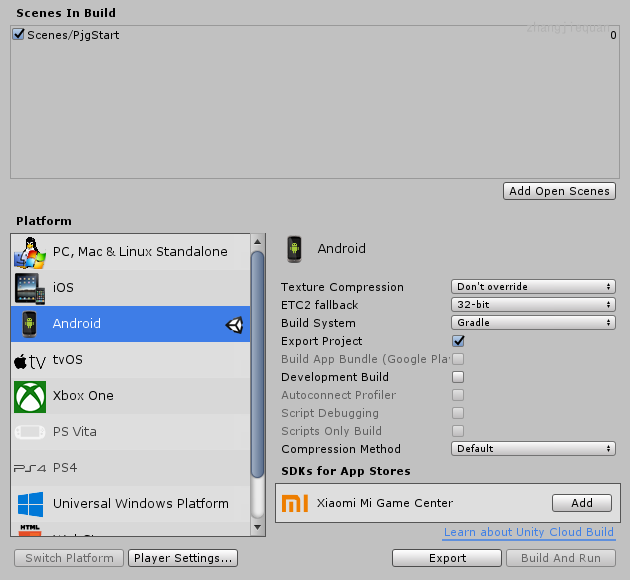 Scenes In Build
Scenes/PjgStart 0
Add Open Scenes
Platform
PC, Mac & Linux Standalone
iOS
Android
tv tvOS
Xbox One
PS Vita
PS4 PS4
Universal Windows Platform
HTML
Android
Texture Compression Don't override
ETC2 fallback 32-bit
Build System Gradle
Export Project
Build App Bundle (Google Pla
Development Build
Autoconnect Profiler
Script Debugging
Scripts Only Build
Compression Method Default
SDKs for App Stores
mi Xiaomi Mi Game Center Add
Learn about Unity Cloud Build
Switch Platform Player Settings... Export Build And Run